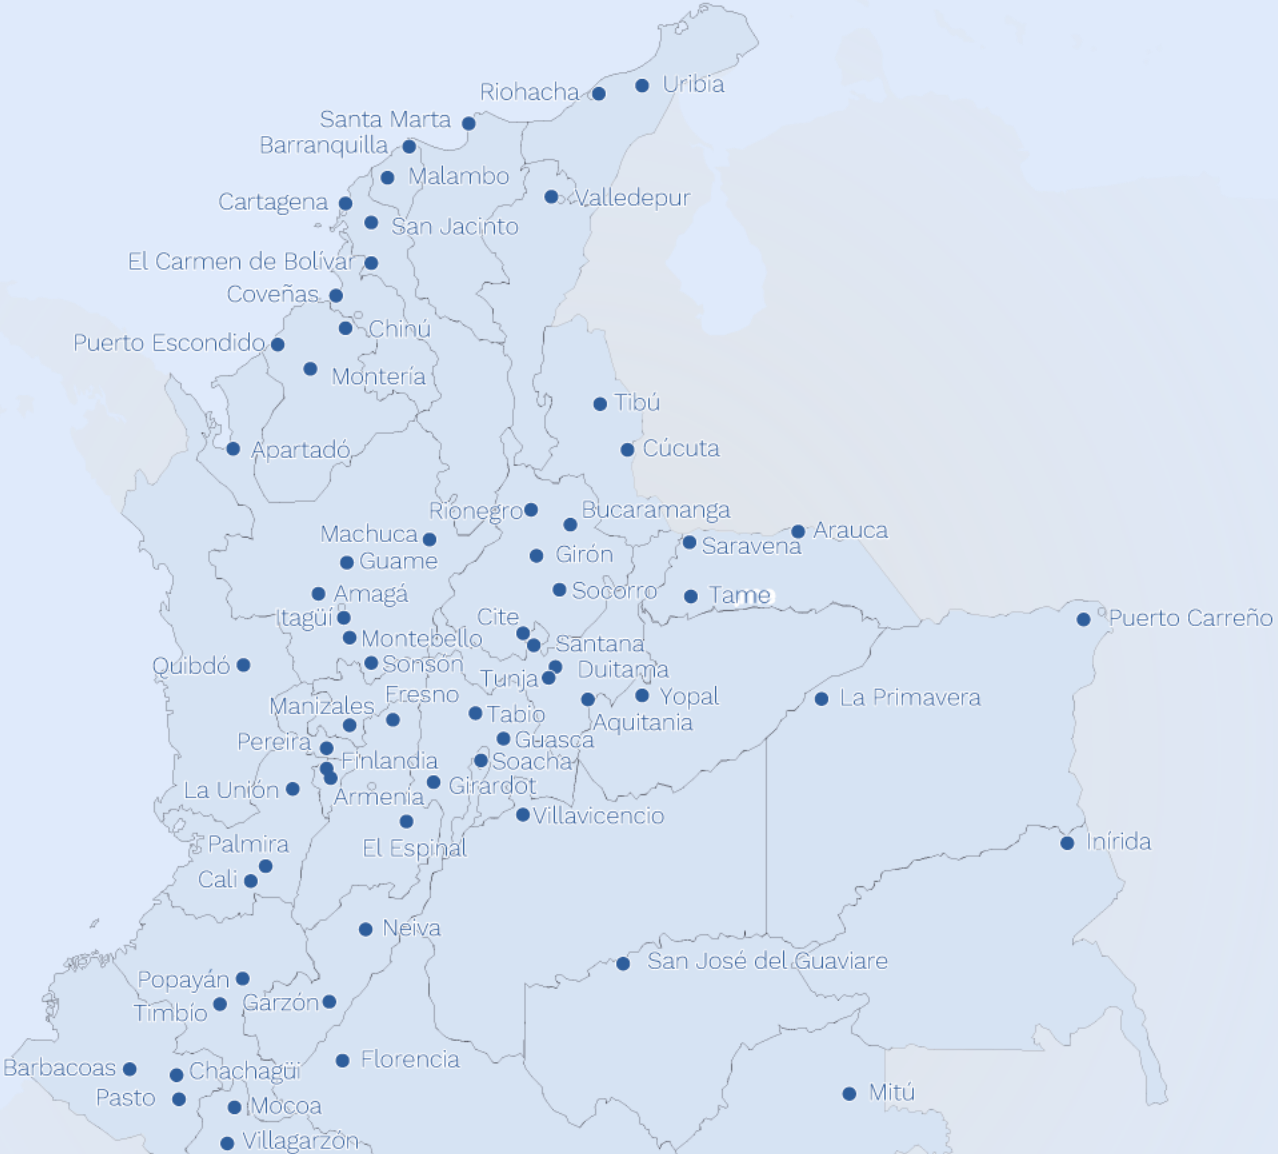 Uribia
Riohacha
Santa Marta
Barranquilla
Malambo
Valledepur
Cartagena
San Jacinto
El Carmen de Bolívar
Coveñas
Chinú
Puerto Escondido
Montería
Tibú
Cúcuta
Apartadó
Rionegro
Bucaramanga
Machuca
Arauca
Saravena
Girón
Guame
Socorro
Amagá
Tame
Itagüí
Cite
Puerto Carreño
Montebello
Santana
Quibdó
Sonsón
Duitama
Tunja
Fresno
Yopal
La Primavera
Manizales
Tabio
Aquitania
Pereira
Guasca
Finlandia
Soacha
La Unión
Girardot
Armenía
Villavicencio
Palmira
El Espinal
Inírida
Cali
Neiva
San José del Guaviare
Popayán
Garzón
Timbío
Florencia
Barbacoas
Chachagüí
Mitú
Pasto
Mocoa
Villagarzón